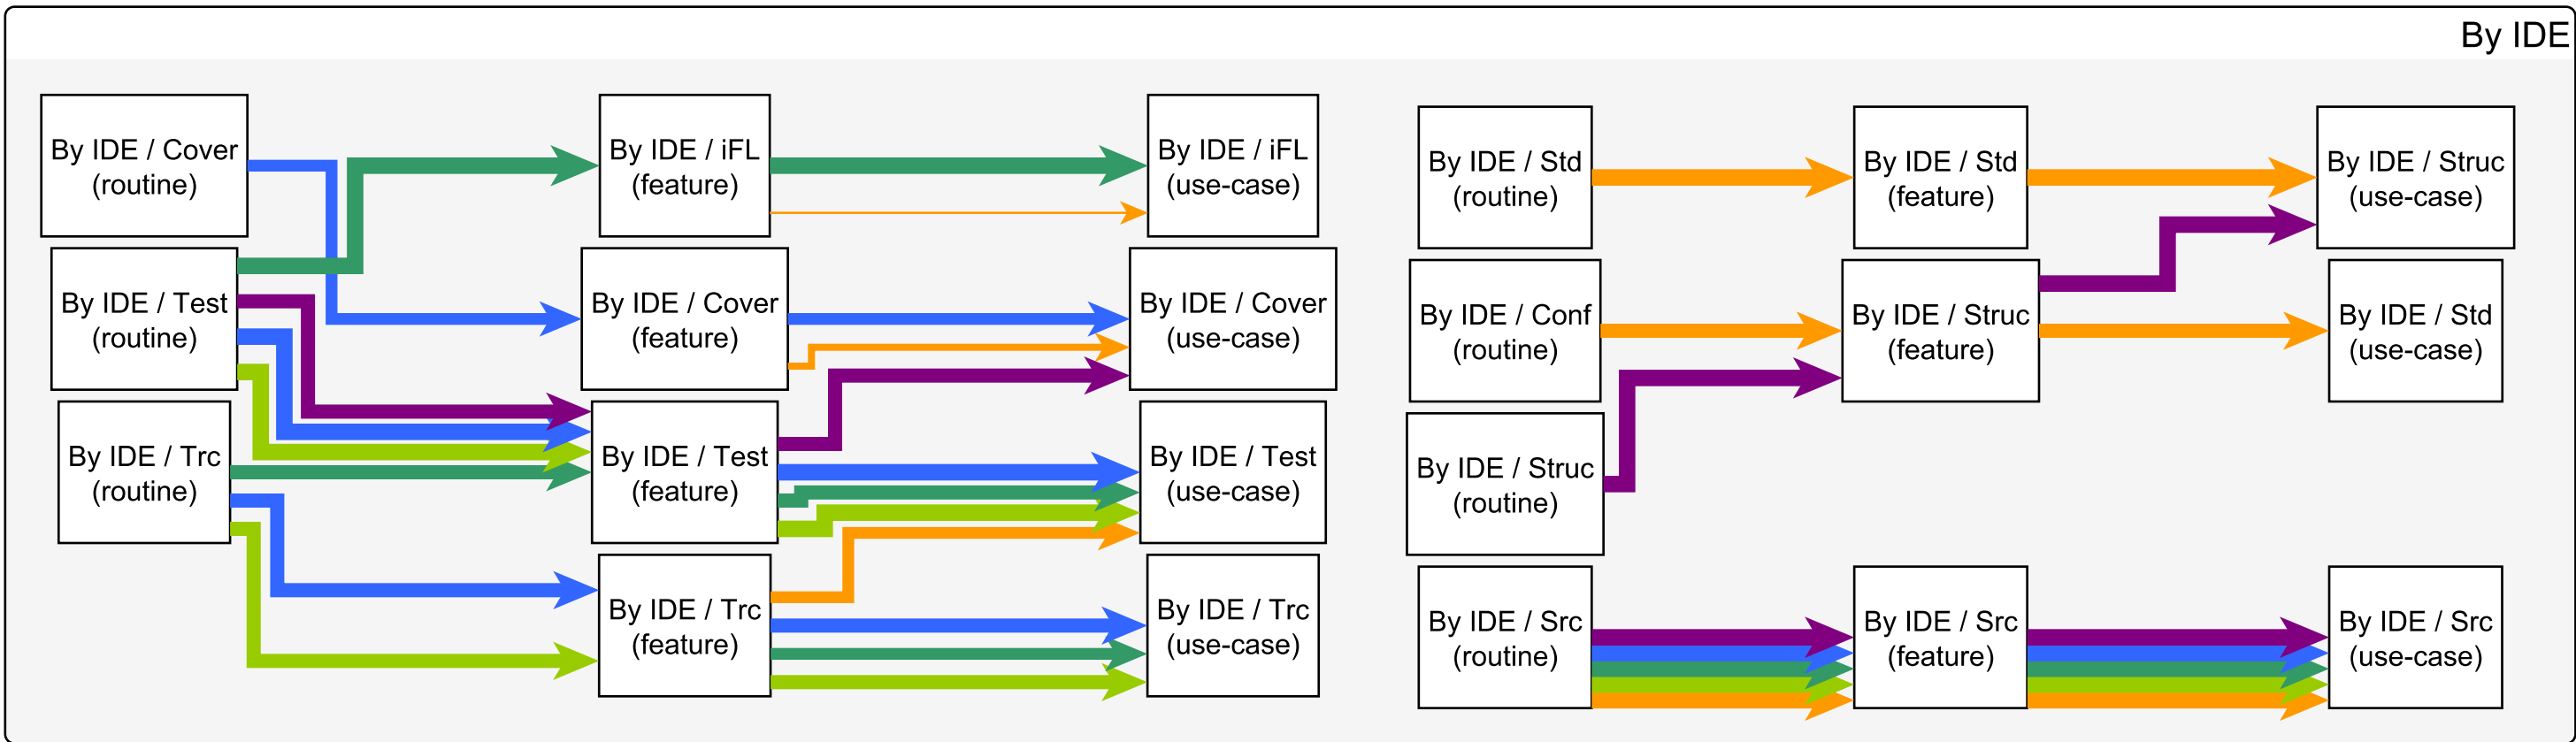 By IDE
By IDE / Cover
(routine)
By IDE / iFL
(feature)
By IDE / iFL
(use-case)
By IDE / Std
(routine)
By IDE / Std
(feature)
By IDE / Struc
(use-case)
By IDE / Test
(routine)
By IDE / Cover
(feature)
By IDE / Cover
(use-case)
By IDE / Conf
(routine)
By IDE / Struc
(feature)
By IDE / Std
(use-case)
By IDE / Trc
(routine)
By IDE / Test
(feature)
By IDE / Test
(use-case)
By IDE / Struc
(routine)
By IDE / Trc
(feature)
By IDE / Trc
(use-case)
By IDE / Src
(routine)
By IDE / Src
(feature)
By IDE / Src
(use-case)